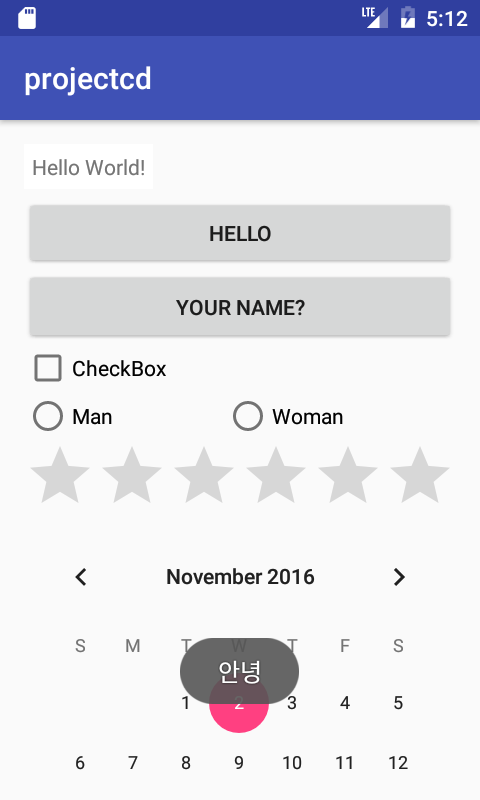 LTE 5:12
projectcd
Hello World!
HELLO
YOUR NAME?
CheckBox
Man Woman
November 2016
S M T W T F S
안녕
1 2 3 4 5
6 7 8 9 10 11 12